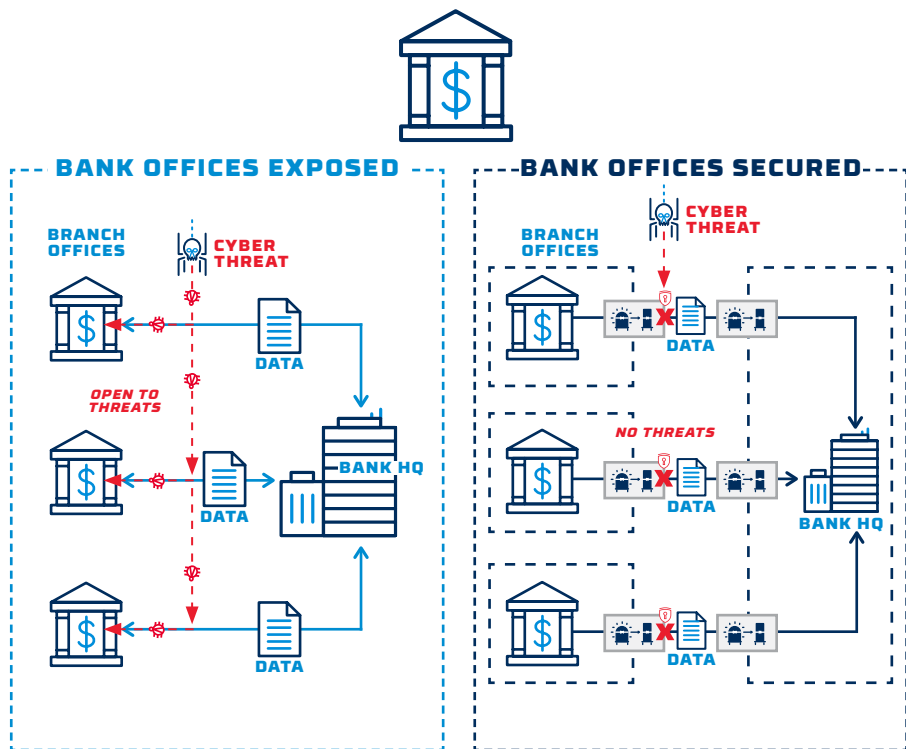 $
BANK OFFICES EXPOSED
BRANCH
OFFICES
CYBER
THREAT
$
DATA
OPEN TO
THREATS
$
DATA
BANK HQ
$
DATA
BANK OFFICES SECURED
BRANCH
OFFICES
CYBER
THREAT
$
DATA
NO THREATS
$
DATA
BANK HQ
$
DATA